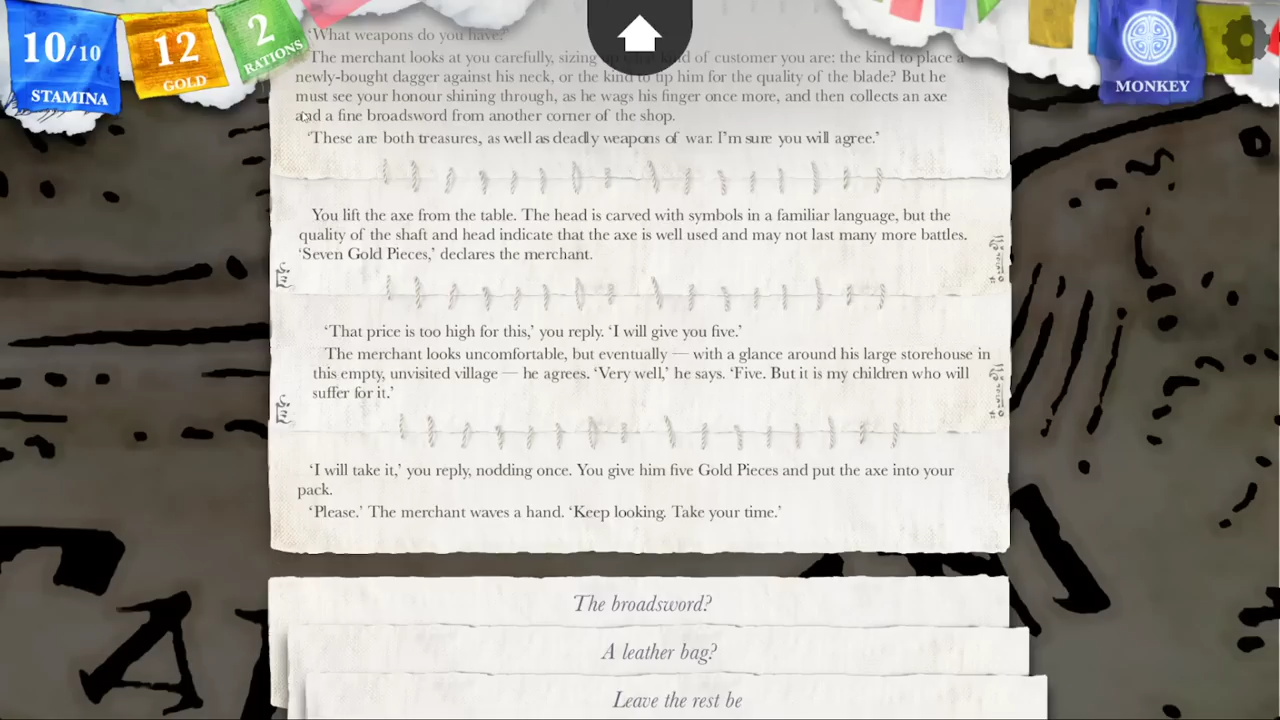 10/10
STAMINA
12
GOLD
2
RATIONS
MONKEY
‘What weapons do you have?’
The merchant looks at you carefully, sizing kind of customer you are: the kind to place a
newly-bought dagger against his neck, or the kind to tip him for the quality of the blade? But he
must see your honour shining through, as he wags his finger once more, and then collects an axe
and a fine broadsword from another corner of the shop.
‘These are both treasures, as well as deadly weapons of war. I’m sure you will agree.’
You lift the axe from the table. The head is carved with symbols in a familiar language, but the
quality of the shaft and head indicate that the axe is well used and may not last many more battles.
‘Seven Gold Pieces,’ declares the merchant.
‘That price is too high for this,’ you reply. ‘I will give you five.’
The merchant looks uncomfortable, but eventually — with a glance around his large storehouse in
this empty, unvisited village — he agrees. ‘Very well,’ he says. ‘Five. But it is my children who will
suffer for it.’
‘I will take it,’ you reply, nodding once. You give him five Gold Pieces and put the axe into your
pack.
‘Please.’ The merchant waves a hand. ‘Keep looking. Take your time.’
The broadsword?
A leather bag?
Leave the rest be